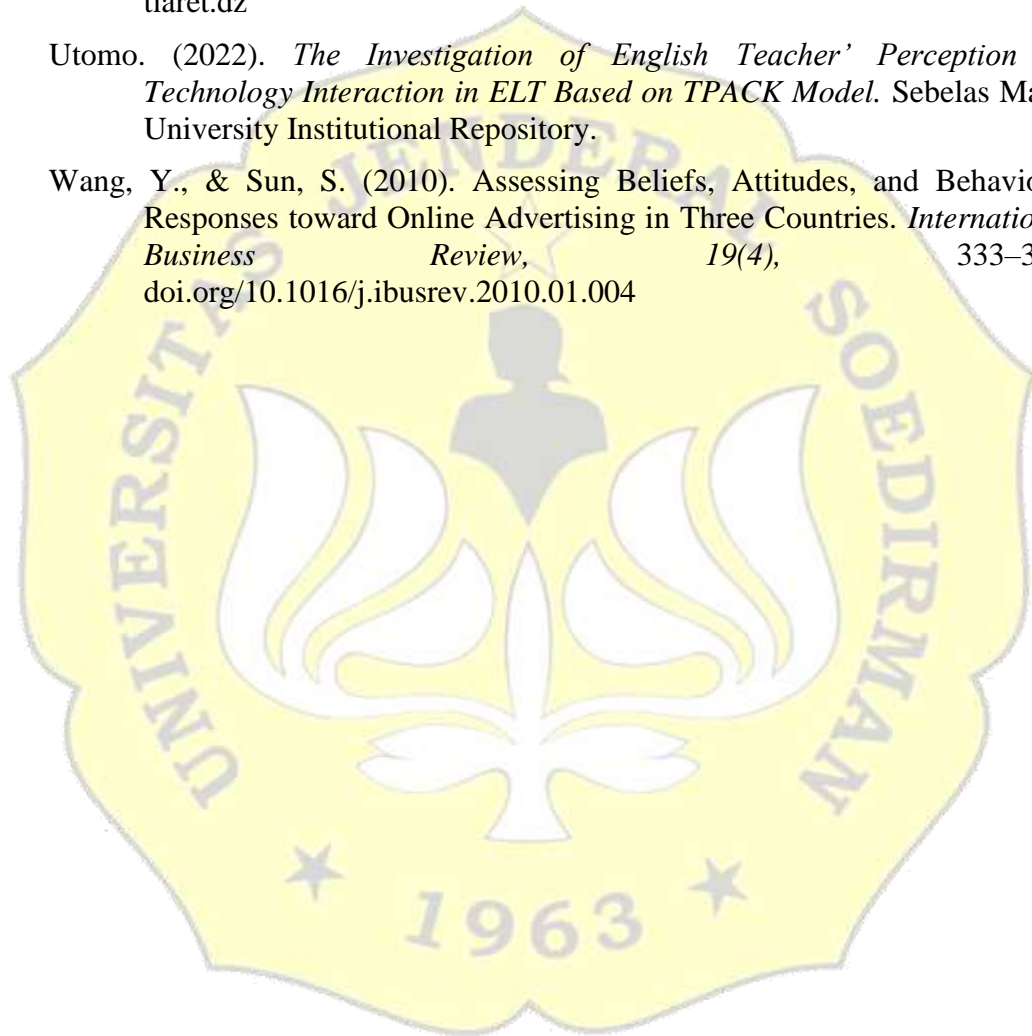 tiaret.dz
Utomo. (2022). The Investigation of English Teacher’ Perception
Technology Interaction in ELT Based on TPACK Model. Sebelas Ma
University Institutional Repository.
Wang, Y., & Sun, S. (2010). Assessing Beliefs, Attitudes, and Behavio
Responses toward Online Advertising in Three Countries. Internatio
Business Review, 19(4), 333–3
doi.org/10.1016/j.ibusrev.2010.01.004
UNIVERSITAS JENDERAL SOEDIRMAN
1963